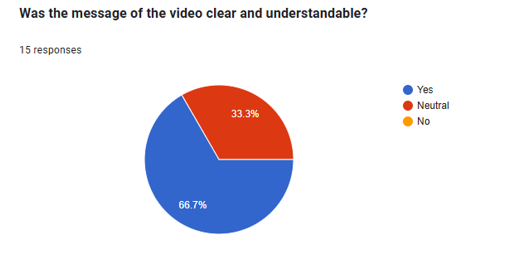 Was the message of the video clear and understandable?
15 responses
Yes
Neutral
No
33.3%
66.7%